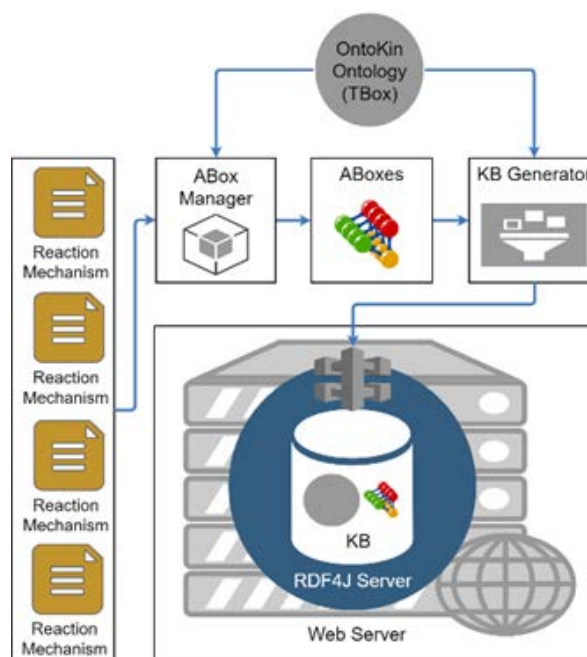 OntoKin
Ontology
(TBox)
ABox
Manager
ABoxes
KB Generator
Reaction
Mechanism
Reaction
Mechanism
Reaction
Mechanism
Reaction
Mechanism
KB
RDF4J Server
Web Server